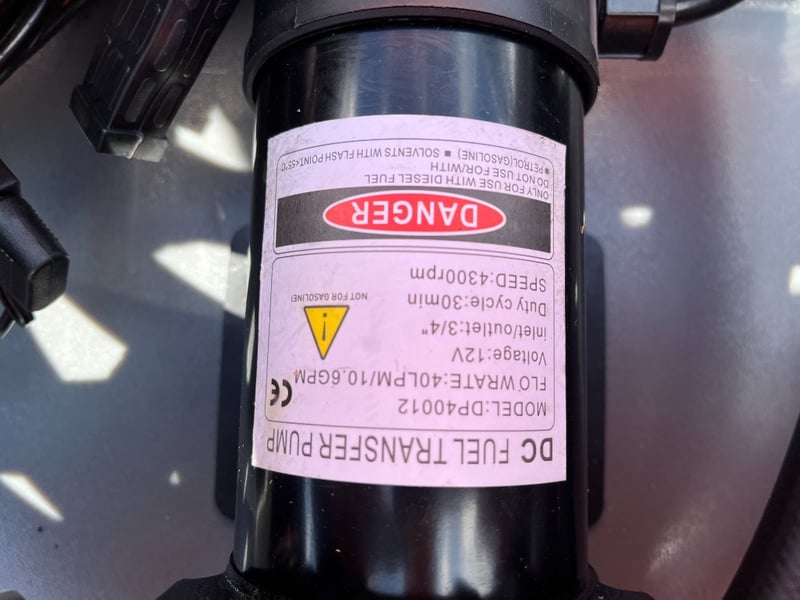 DC FUEL TRANSFER PUMP
MODEL:DP40012
FLO WRATE:40LPM/10.6GPM
CE
Voltage:12V
inlet/outlet:3/4"
Duty cycle:30min
SPEED:4300rpm
!
NOT FOR GASOLINE!
DANGER
ONLY FOR USE WITH DIESEL FUEL
DO NOT USE FOR/WITH
■PETROL(GASOLINE) ■ SOLVENTS WITH FLASH POINT<55°C